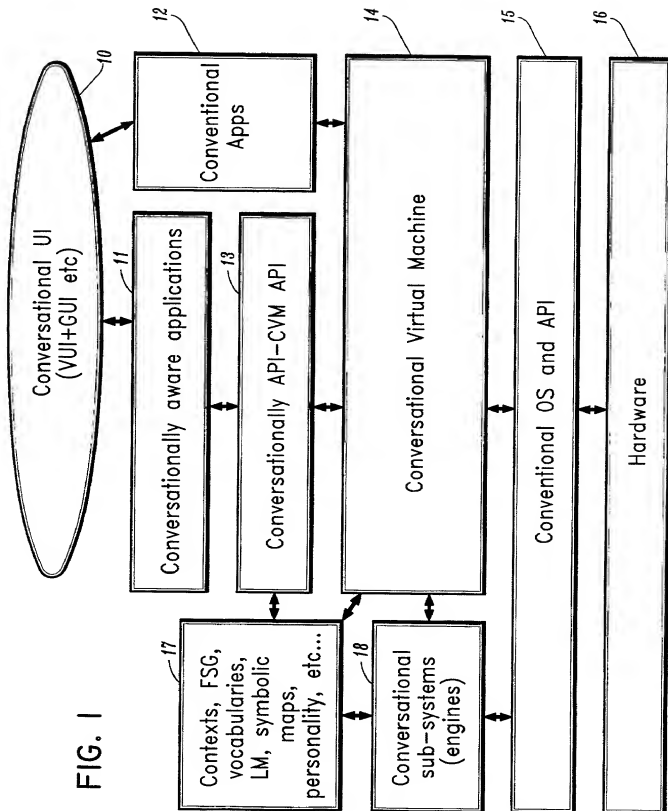 FIG. 1
10
Conversational UI
(VUI+GUI etc)
11
Conversationally aware applications
12
Conventional
Apps
13
Conversationally API-CVM API
14
Conversational Virtual Machine
17
Contexts, FSG,
vocabularies,
LM, symbolic
maps,
personality, etc...
18
Conversational
sub-systems
(engines)
15
Conventional OS and API
16
Hardware